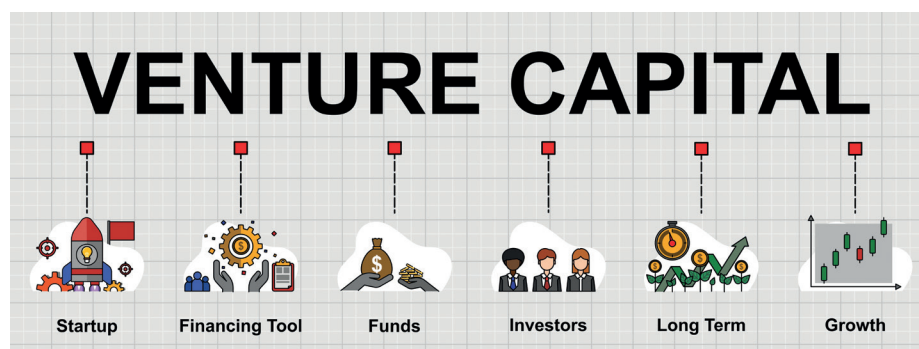 VENTURE CAPITAL
Startup
Financing Tool
Funds
Investors
Long Term
Growth